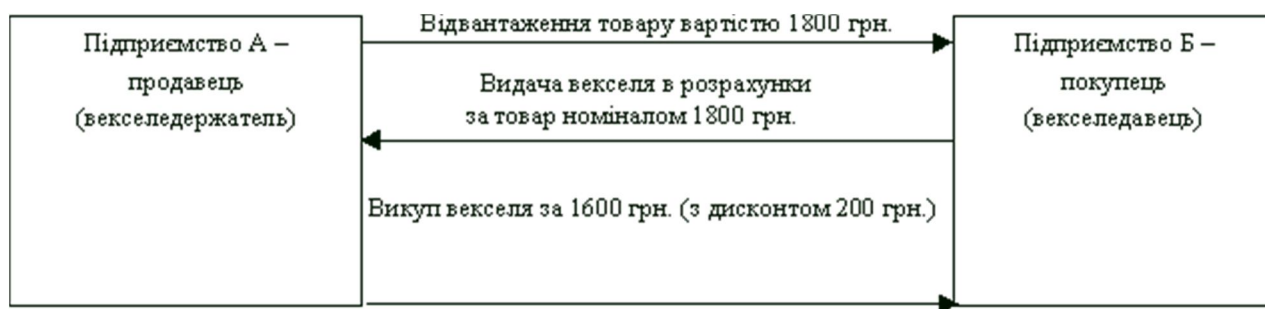 Підприємство А –
продавець
(векселедержатель)
Відвантаження товару вартістю 1800 грн.
Видача векселя в розрахунки
за товар номіналом 1800 грн.
Викуп векселя за 1600 грн. (з дисконтом 200 грн.)
Підприємство Б –
покупець
(векселедавець)